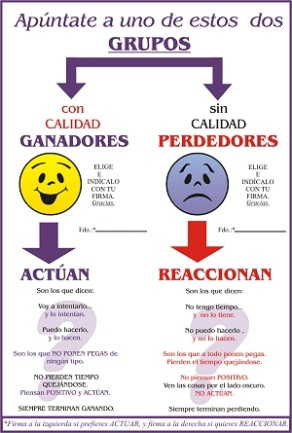 Apúntate a uno de estos dos
GRUPOS
con
CALIDAD
GANADORES
ELIGE
E
INDÍCALO
CON TU
FIRMA.
Gracias.
Fdo.:*
ACTÚAN
Son los que dicen:
Voy a intentarlo...
y lo intentan.
Puedo hacerlo,
y lo hacen.
Son los que NO PONEN PEGAS de
ningún tipo.
NO PIERDEN TIEMPO
QUEJÁNDOSE.
Piensan POSITIVO y ACTÚAN.
SIEMPRE TERMINAN GANANDO.
sin
CALIDAD
PERDEDORES
ELIGE
E
INDÍCALO
CON TU
FIRMA.
Gracias.
Fdo.:*
REACCIONAN
Son los que dicen:
No tengo tiempo...
y no lo tiene.
No puedo hacerlo ,
y no lo hacen.
Son los que a todo ponen pegas.
Pierden el tiempo quejándose.
No piensan POSITIVO.
Ven las cosas por el lado oscuro.
NO ACTÚAN.
Siempre terminan perdiendo.
*Firma a la izquierda si prefieres ACTUAR, y firma a la derecha si quieres REACCIONAR.